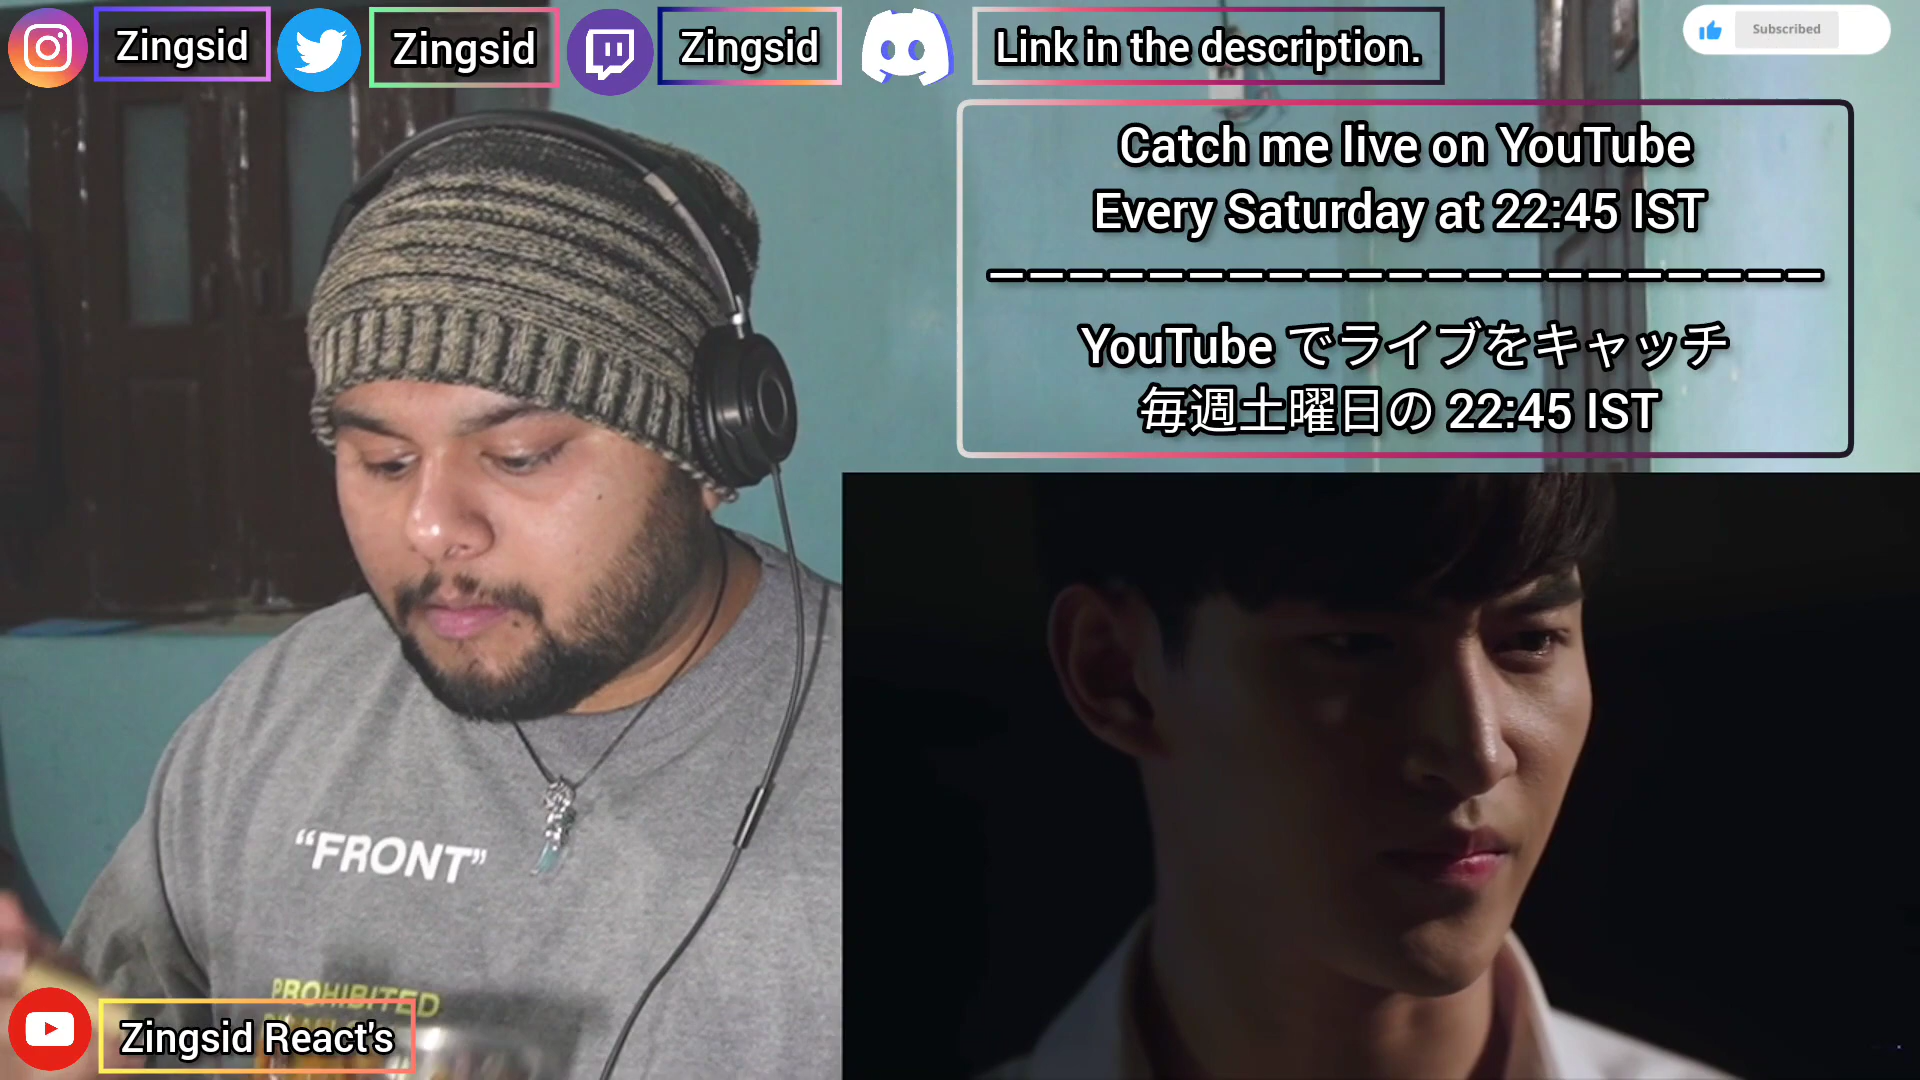 Zingsid
Zingsid
Zingsid
Link in the description.
Subscribed
Catch me live on YouTube
Every Saturday at 22:45 IST
YouTube でライブをキャッチ
毎週土曜日の 22:45 IST
“FRONT”
PROHIBITED
Zingsid React's